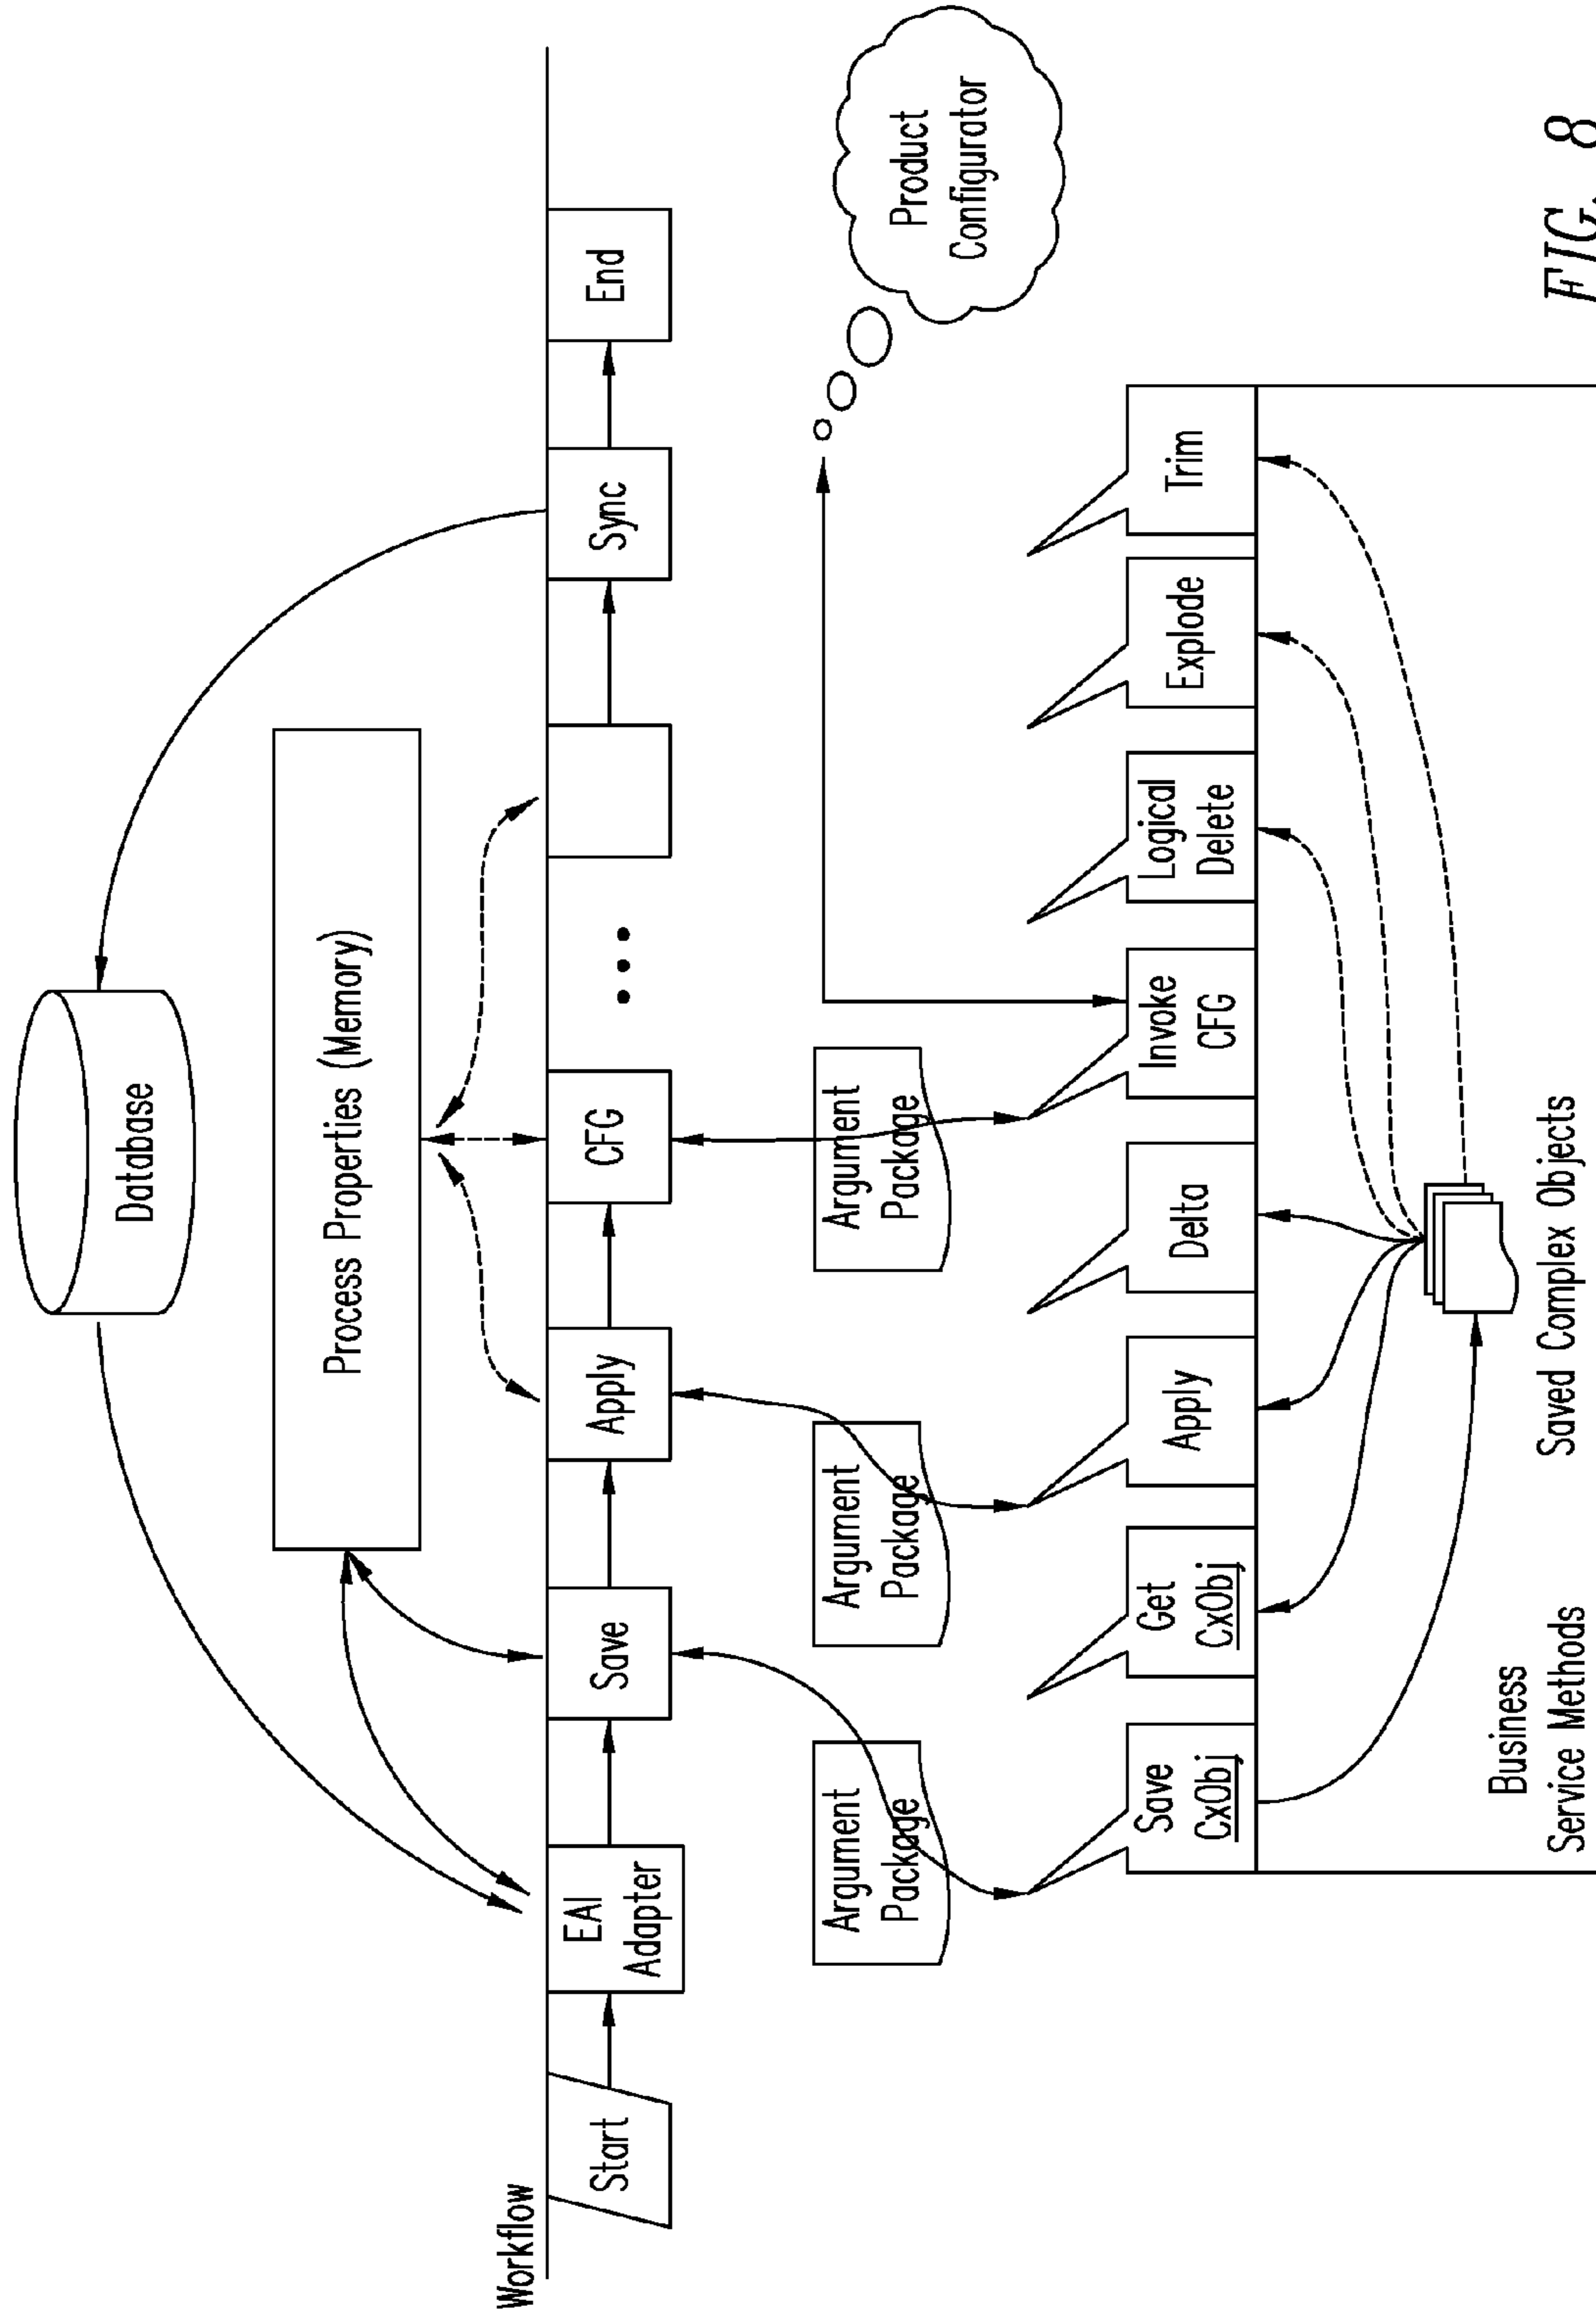 Database
Process Properties (Memory)
Workflow
Start
EAI
Adapter
Save
Apply
CFG
...
Sync
End
Argument
Package
Argument
Package
Argument
Package
Product
Configurator
Save
CxObj
Get
CxObj
Apply
Delta
Invoke
CFG
Logical
Delete
Explode
Trim
Business
Service Methods
Saved Complex Objects
FIG. 8